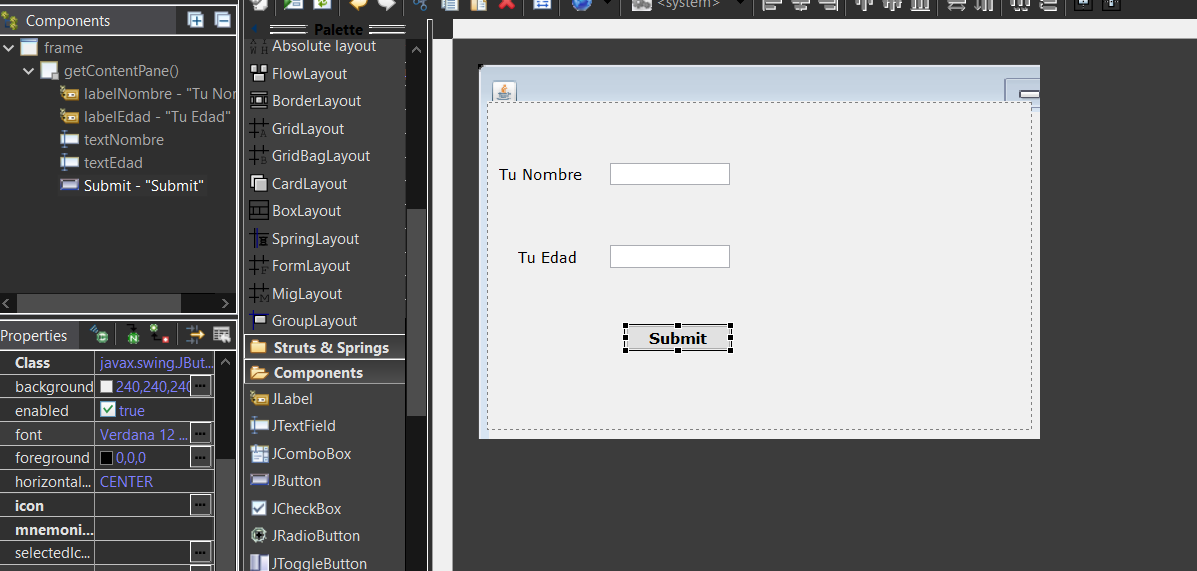 Components
frame
getContentPane()
labelNombre - "Tu Nor
labelEdad - "Tu Edad"
textNombre
textEdad
Submit - "Submit"
Properties
Class javax.swing.JBut...
background 240,240,240
enabled true
font Verdana 12 ...
foreground 0,0,0
horizontal... CENTER
icon
mnemoni...
selectedIc...
<system>
Palette
Absolute layout
FlowLayout
BorderLayout
GridLayout
GridBagLayout
CardLayout
BoxLayout
SpringLayout
FormLayout
MigLayout
GroupLayout
Struts & Springs
Components
JLabel
JTextField
JComboBox
JButton
JCheckBox
JRadioButton
JToggleButton
Tu Nombre
Tu Edad
Submit